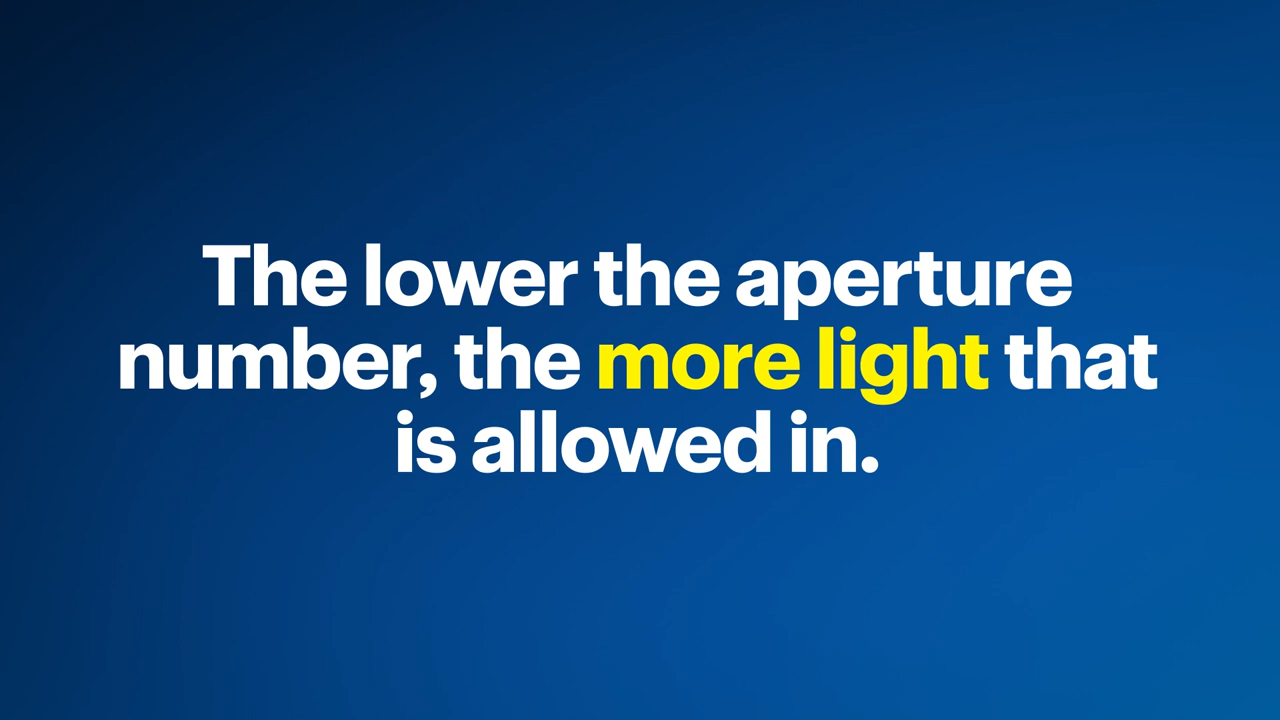 The lower the aperture
number, the more light that
is allowed in.